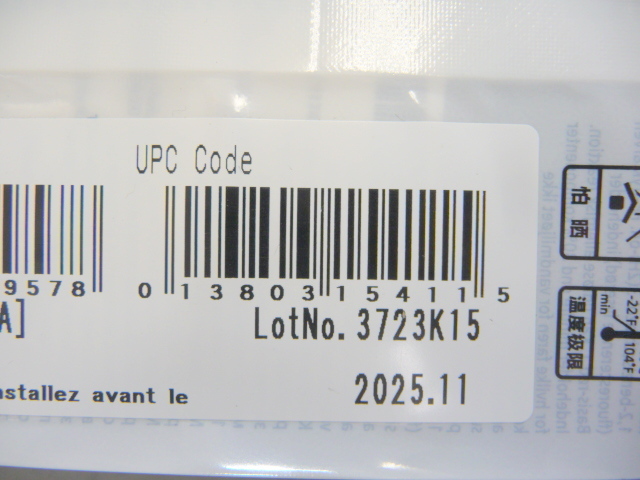 UPC Code
9578
0 13803 15411 5
A]
LotNo. 3723K15
nstallez avant le
2025.11
怕晒
温度极限
-22°F
min
104°F